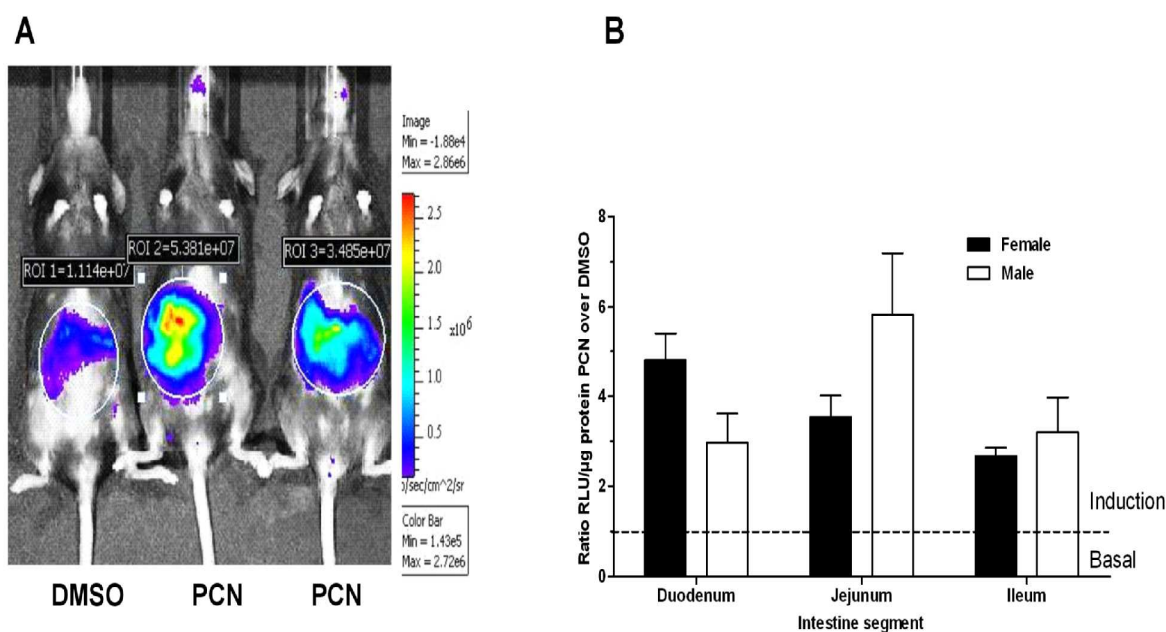 A
B
Image
Min = -1.88e4
Max = 2.86e6
ROI 1=1.114e+07
ROI 2=5.381e+07
ROI 3=3.485e+07
2.5
2.0
1.5
x10^6
1.0
0.5
/sec/cm^2/sr
Color Bar
Min = 1.43e5
Max = 2.72e6
DMSO PCN PCN
Ratio RLU/µg protein PCN over DMSO
8
6
4
2
0
Female
Male
Induction
Basal
Duodenum Jejunum Ileum
Intestine segment